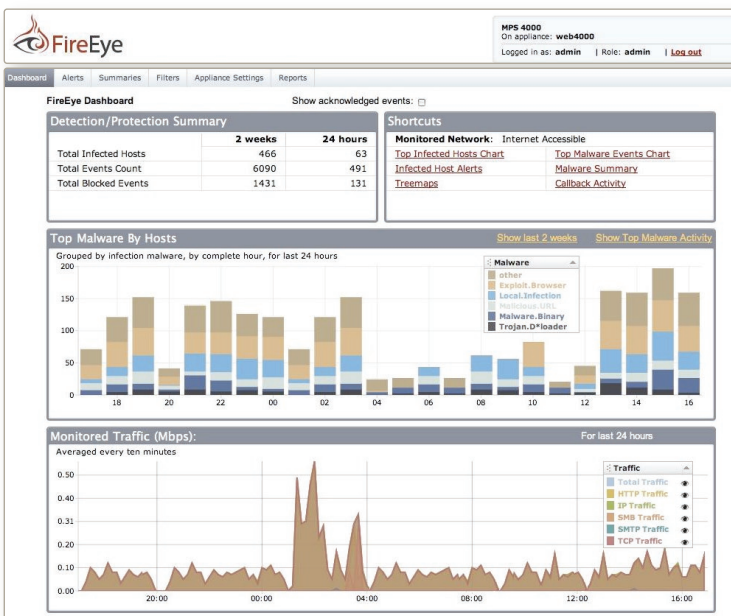 FireEye
MPS 4000
On appliance: web4000
Logged in as: admin | Role: admin | Log out
Dashboard Alerts Summaries Filters Appliance Settings Reports
FireEye Dashboard
Show acknowledged events:
Detection/Protection Summary
2 weeks 24 hours
Total Infected Hosts 466 63
Total Events Count 6090 491
Total Blocked Events 1431 131
Shortcuts
Monitored Network: Internet Accessible
Top Infected Hosts Chart Top Malware Events Chart
Infected Host Alerts Malware Summary
Treemaps Callback Activity
Top Malware By Hosts Show last 2 weeks Show Top Malware Activity
Grouped by infection malware, by complete hour, for last 24 hours
200
150
100
50
0
Malware
other
Exploit.Browser
Local.Infection
Malicious.URL
Malware.Binary
Trojan.D*loader
18 20 22 00 02 04 06 08 10 12 14 16
Monitored Traffic (Mbps): For last 24 hours
Averaged every ten minutes
0.50
0.40
0.31
0.20
0.10
0.00
Traffic
Total Traffic
HTTP Traffic
IP Traffic
SMB Traffic
SMTP Traffic
TCP Traffic
20:00 00:00 04:00 08:00 12:00 16:00